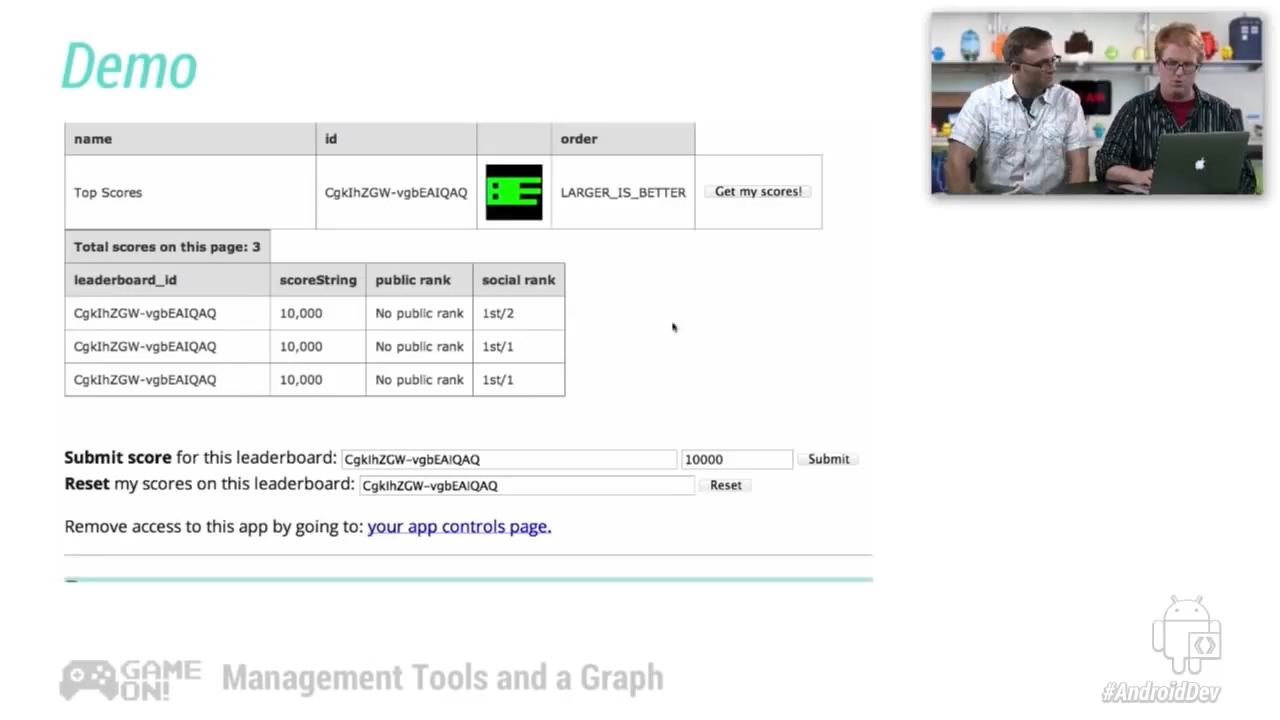 Demo
name id order
Top Scores CgkIhZGW-vgbEAIQAQ LARGER_IS_BETTER Get my scores!
Total scores on this page: 3
leaderboard_id scoreString public rank social rank
CgkIhZGW-vgbEAIQAQ 10,000 No public rank 1st/2
CgkIhZGW-vgbEAIQAQ 10,000 No public rank 1st/1
CgkIhZGW-vgbEAIQAQ 10,000 No public rank 1st/1
Submit score for this leaderboard: CgkIhZGW-vgbEAIQAQ 10000 Submit
Reset my scores on this leaderboard: CgkIhZGW-vgbEAIQAQ Reset
Remove access to this app by going to: your app controls page.
GAME ON! Management Tools and a Graph
#AndroidDev